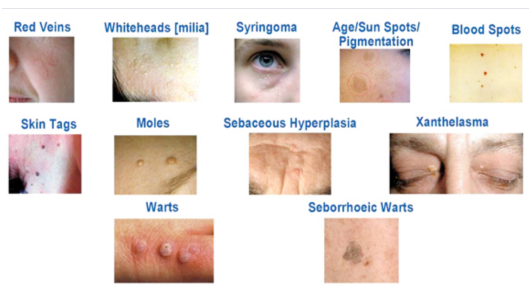 Red Veins
Whiteheads [milia]
Syringoma
Age/Sun Spots/
Pigmentation
Blood Spots
Skin Tags
Moles
Sebaceous Hyperplasia
Xanthelasma
Warts
Seborrhoeic Warts